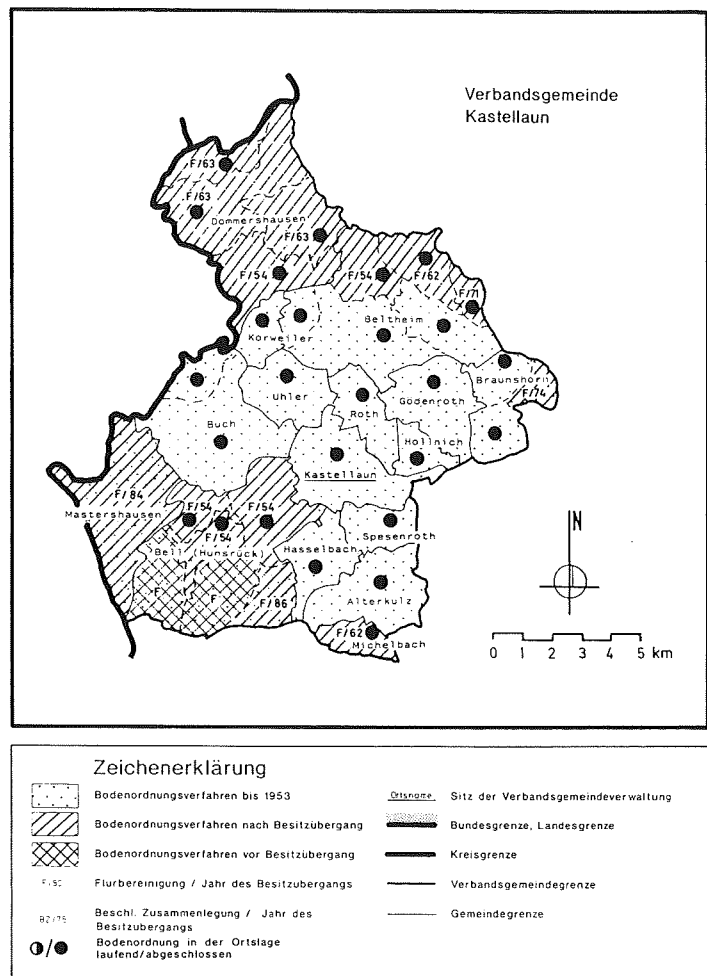 Verbandsgemeinde
Kastellaun
F/63
F/63
Dommershausen
F/63
F/54
F/54
F/62
F/71
Korweiler
Beltheim
Braunshorn
F/74
Uhler
Roth
Gödenroth
Buch
Hollnich
Kastellaun
F/84
Mastershausen
F/54
F/54
F/54
Bell (Hunsrück)
Hasselbach
Spesenroth
F
F
F/86
Alterkülz
F/62
Michelbach
N
0 1 2 3 4 5 km
Zeichenerklärung
Bodenordnungsverfahren bis 1953
Bodenordnungsverfahren nach Besitzübergang
Bodenordnungsverfahren vor Besitzübergang
Flurbereinigung / Jahr des Besitzübergangs
BZ/75 Beschl. Zusammenlegung / Jahr des
Besitzübergangs
Bodenordnung in der Ortslage
laufend/abgeschlossen
Ortsname Sitz der Verbandsgemeindeverwaltung
Bundesgrenze, Landesgrenze
Kreisgrenze
Verbandsgemeindegrenze
Gemeindegrenze